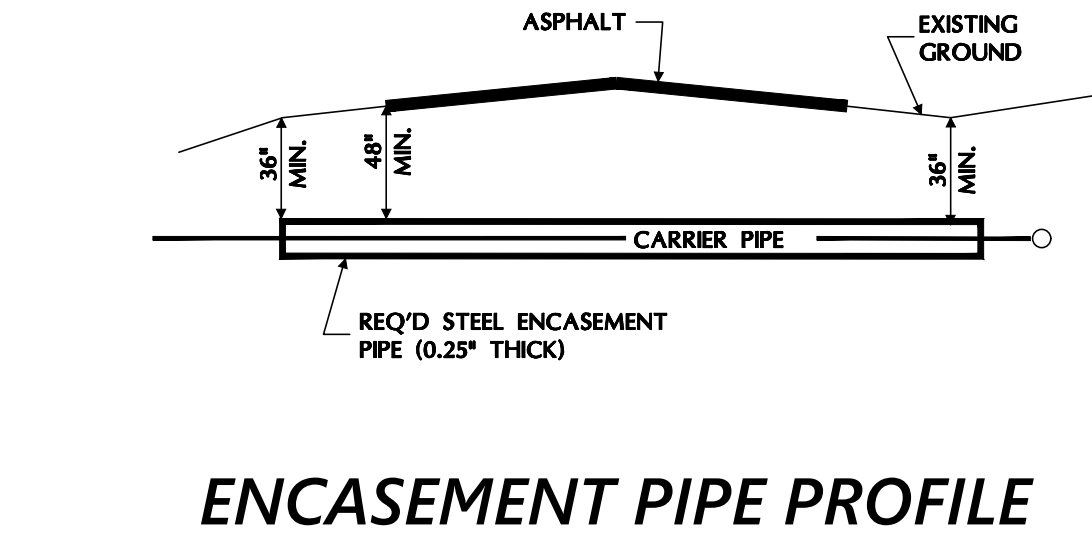 ASPHALT
EXISTING
GROUND
36" MIN.
48" MIN.
36" MIN.
CARRIER PIPE
REQ'D STEEL ENCASEMENT
PIPE (0.25" THICK)
ENCASEMENT PIPE PROFILE